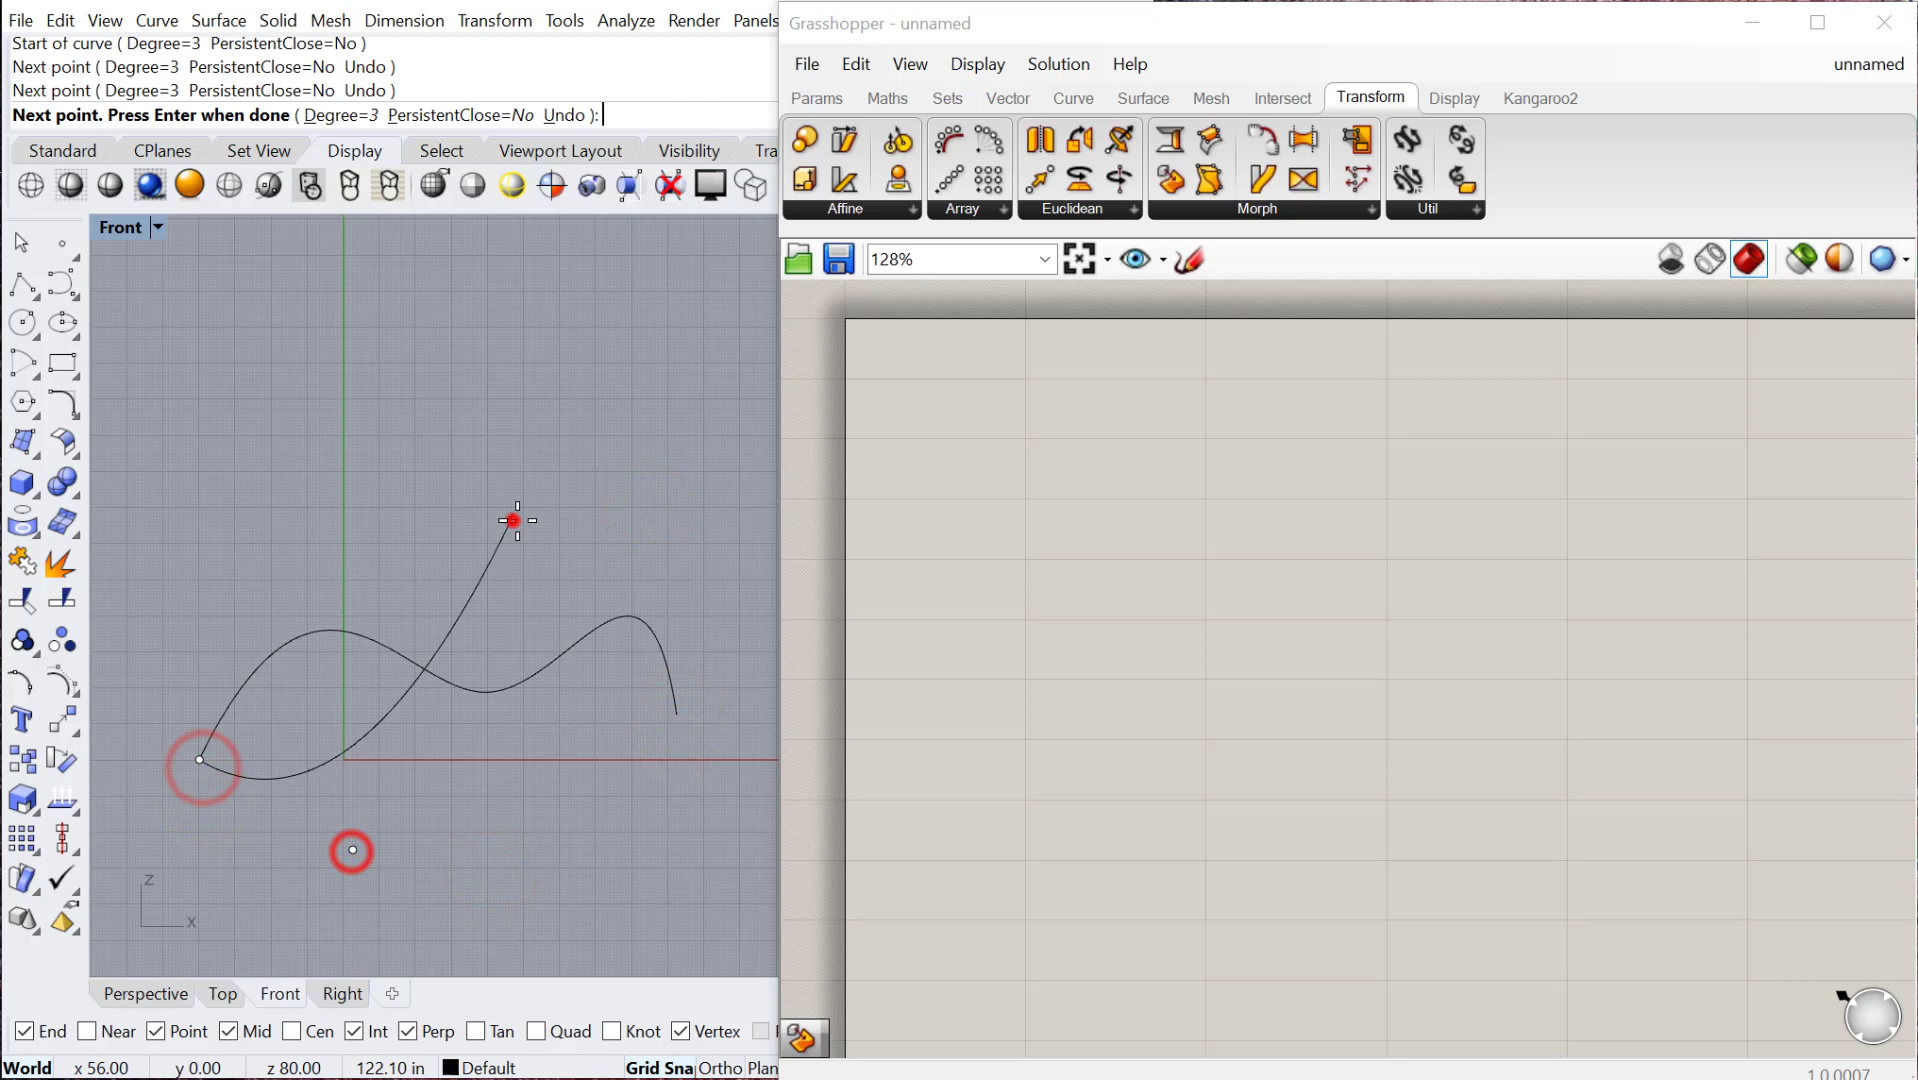 File Edit View Curve Surface Solid Mesh Dimension Transform Tools Analyze Render Panels
Start of curve ( Degree=3 PersistentClose=No )
Next point ( Degree=3 PersistentClose=No Undo )
Next point ( Degree=3 PersistentClose=No Undo )
Next point. Press Enter when done ( Degree=3 PersistentClose=No Undo ):
Standard CPlanes Set View Display Select Viewport Layout Visibility Tra
Front
z
x
Perspective Top Front Right
End Near Point Mid Cen Int Perp Tan Quad Knot Vertex
World x 56.00 y 0.00 z 80.00 122.10 in Default Grid Sna Ortho Plan
Grasshopper - unnamed
File Edit View Display Solution Help unnamed
Params Maths Sets Vector Curve Surface Mesh Intersect Transform Display Kangaroo2
Affine Array Euclidean Morph Util
128%
1.0.0007